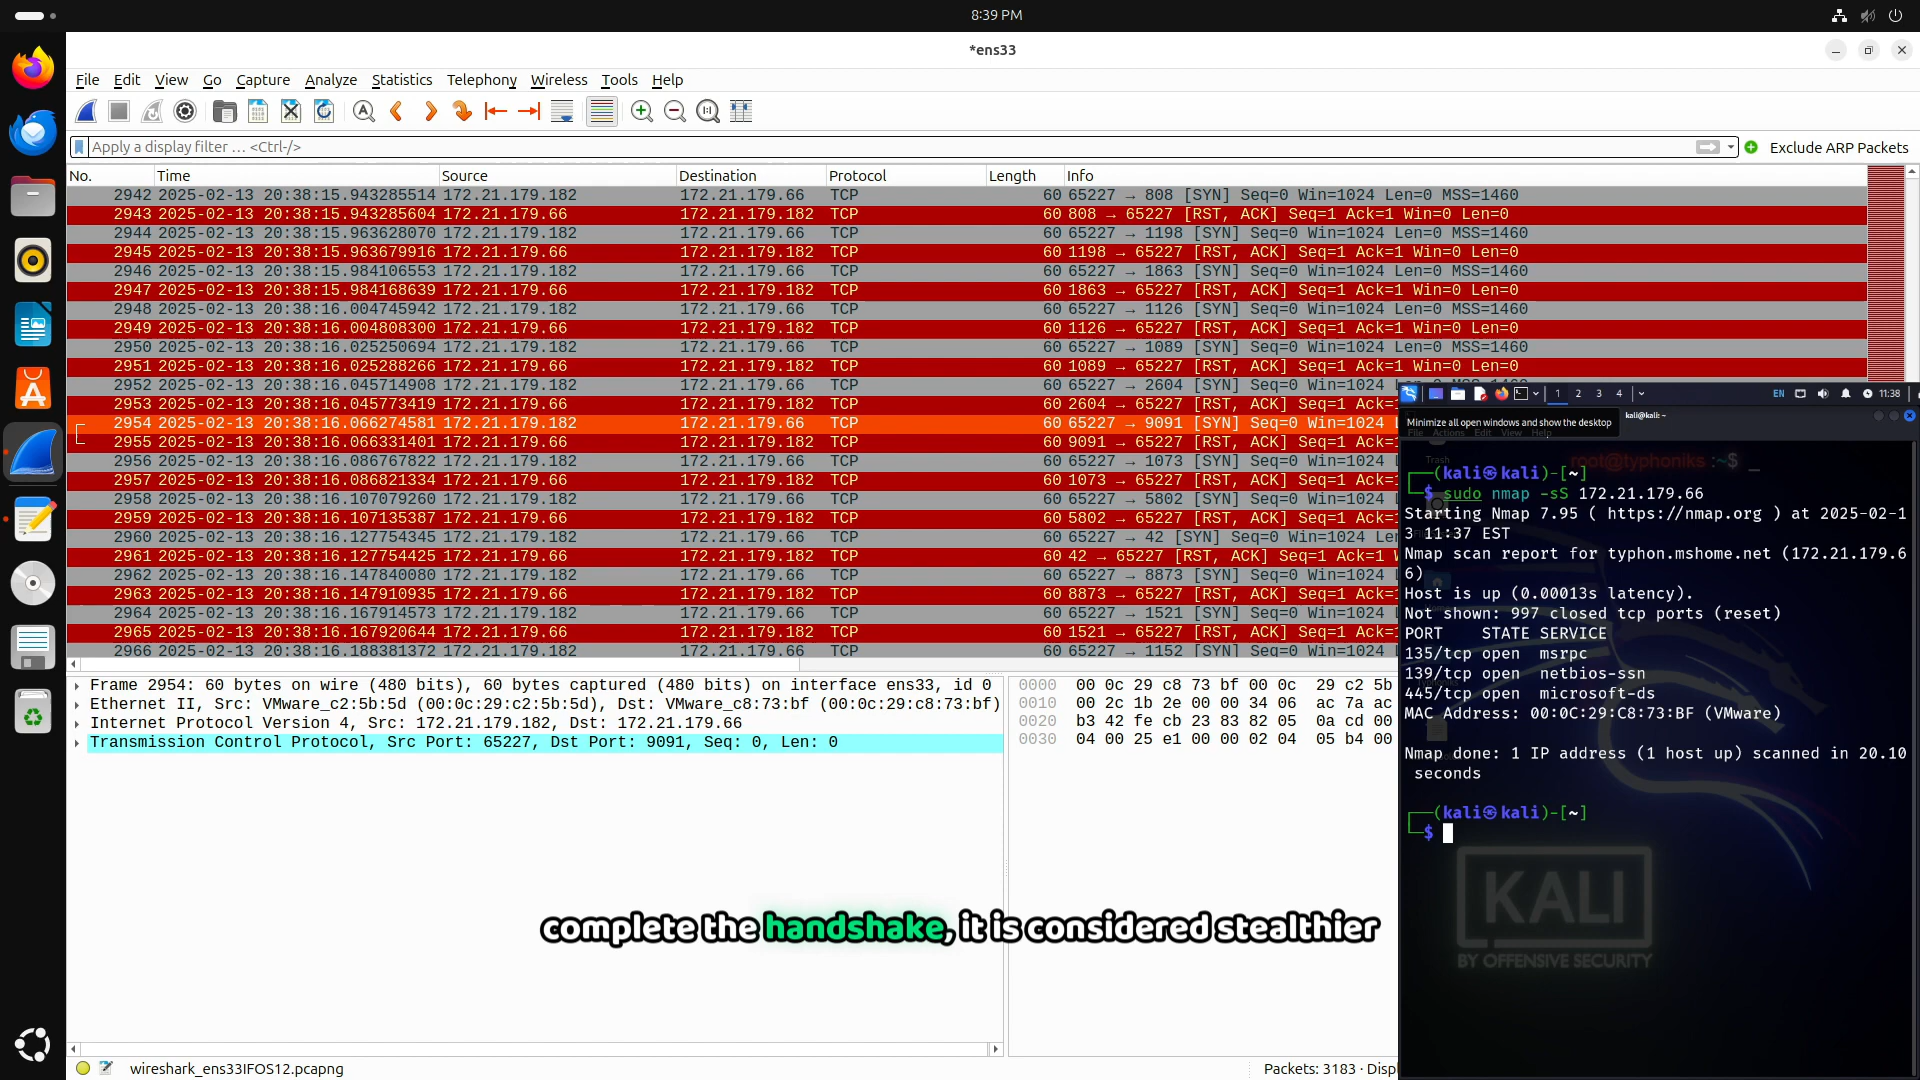 8:39 PM
*ens33
File Edit View Go Capture Analyze Statistics Telephony Wireless Tools Help
Apply a display filter … <Ctrl-/>
Exclude ARP Packets
No. Time Source Destination Protocol Length Info
2942 2025-02-13 20:38:15.943285514 172.21.179.182 172.21.179.66 TCP 60 65227 → 808 [SYN] Seq=0 Win=1024 Len=0 MSS=1460
2943 2025-02-13 20:38:15.943285604 172.21.179.66 172.21.179.182 TCP 60 808 → 65227 [RST, ACK] Seq=1 Ack=1 Win=0 Len=0
2944 2025-02-13 20:38:15.963628070 172.21.179.182 172.21.179.66 TCP 60 65227 → 1198 [SYN] Seq=0 Win=1024 Len=0 MSS=1460
2945 2025-02-13 20:38:15.963679916 172.21.179.66 172.21.179.182 TCP 60 1198 → 65227 [RST, ACK] Seq=1 Ack=1 Win=0 Len=0
2946 2025-02-13 20:38:15.984106553 172.21.179.182 172.21.179.66 TCP 60 65227 → 1863 [SYN] Seq=0 Win=1024 Len=0 MSS=1460
2947 2025-02-13 20:38:15.984168639 172.21.179.66 172.21.179.182 TCP 60 1863 → 65227 [RST, ACK] Seq=1 Ack=1 Win=0 Len=0
2948 2025-02-13 20:38:16.004745942 172.21.179.182 172.21.179.66 TCP 60 65227 → 1126 [SYN] Seq=0 Win=1024 Len=0 MSS=1460
2949 2025-02-13 20:38:16.004808300 172.21.179.66 172.21.179.182 TCP 60 1126 → 65227 [RST, ACK] Seq=1 Ack=1 Win=0 Len=0
2950 2025-02-13 20:38:16.025250694 172.21.179.182 172.21.179.66 TCP 60 65227 → 1089 [SYN] Seq=0 Win=1024 Len=0 MSS=1460
2951 2025-02-13 20:38:16.025288266 172.21.179.66 172.21.179.182 TCP 60 1089 → 65227 [RST, ACK] Seq=1 Ack=1 Win=0 Len=0
2952 2025-02-13 20:38:16.045714908 172.21.179.182 172.21.179.66 TCP 60 65227 → 2604 [SYN] Seq=0 Win=1024 Len=0 MSS=1460
2953 2025-02-13 20:38:16.045773419 172.21.179.66 172.21.179.182 TCP 60 2604 → 65227 [RST, ACK] Seq=1 Ack=1
2954 2025-02-13 20:38:16.066274581 172.21.179.182 172.21.179.66 TCP 60 65227 → 9091 [SYN] Seq=0 Win=1024
2955 2025-02-13 20:38:16.066331401 172.21.179.66 172.21.179.182 TCP 60 9091 → 65227 [RST, ACK] Seq=1 Ack=1
2956 2025-02-13 20:38:16.086767822 172.21.179.182 172.21.179.66 TCP 60 65227 → 1073 [SYN] Seq=0 Win=1024
2957 2025-02-13 20:38:16.086821334 172.21.179.66 172.21.179.182 TCP 60 1073 → 65227 [RST, ACK] Seq=1 Ack=1
2958 2025-02-13 20:38:16.107079260 172.21.179.182 172.21.179.66 TCP 60 65227 → 5802 [SYN] Seq=0 Win=1024
2959 2025-02-13 20:38:16.107135387 172.21.179.66 172.21.179.182 TCP 60 5802 → 65227 [RST, ACK] Seq=1 Ack=1
2960 2025-02-13 20:38:16.127754345 172.21.179.182 172.21.179.66 TCP 60 65227 → 42 [SYN] Seq=0 Win=1024 Len
2961 2025-02-13 20:38:16.127754425 172.21.179.66 172.21.179.182 TCP 60 42 → 65227 [RST, ACK] Seq=1 Ack=1
2962 2025-02-13 20:38:16.147840080 172.21.179.182 172.21.179.66 TCP 60 65227 → 8873 [SYN] Seq=0 Win=1024
2963 2025-02-13 20:38:16.147910935 172.21.179.66 172.21.179.182 TCP 60 8873 → 65227 [RST, ACK] Seq=1 Ack=1
2964 2025-02-13 20:38:16.167914573 172.21.179.182 172.21.179.66 TCP 60 65227 → 1521 [SYN] Seq=0 Win=1024
2965 2025-02-13 20:38:16.167920644 172.21.179.66 172.21.179.182 TCP 60 1521 → 65227 [RST, ACK] Seq=1 Ack=1
2966 2025-02-13 20:38:16.188381372 172.21.179.182 172.21.179.66 TCP 60 65227 → 1152 [SYN] Seq=0 Win=1024
Frame 2954: 60 bytes on wire (480 bits), 60 bytes captured (480 bits) on interface ens33, id 0
Ethernet II, Src: VMware_c2:5b:5d (00:0c:29:c2:5b:5d), Dst: VMware_c8:73:bf (00:0c:29:c8:73:bf)
Internet Protocol Version 4, Src: 172.21.179.182, Dst: 172.21.179.66
Transmission Control Protocol, Src Port: 65227, Dst Port: 9091, Seq: 0, Len: 0
0000 00 0c 29 c8 73 bf 00 0c 29 c2 5b
0010 00 2c 1b 2e 00 00 34 06 ac 7a ac
0020 b3 42 fe cb 23 83 82 05 0a cd 00
0030 04 00 25 e1 00 00 02 04 05 b4 00
EN 1 2 3 4 11:38
Minimize all open windows and show the desktop
kali@kali: ~
File Actions Edit View Help
Trash
root@typhoniks :~$ _
(kali㉿kali)-[~]
$ sudo nmap -sS 172.21.179.66
Starting Nmap 7.95 ( https://nmap.org ) at 2025-02-1
3 11:37 EST
Nmap scan report for typhon.mshome.net (172.21.179.6
6)
Host is up (0.00013s latency).
Not shown: 997 closed tcp ports (reset)
PORT STATE SERVICE
135/tcp open msrpc
139/tcp open netbios-ssn
445/tcp open microsoft-ds
MAC Address: 00:0C:29:C8:73:BF (VMware)
Nmap done: 1 IP address (1 host up) scanned in 20.10
seconds
(kali㉿kali)-[~]
$
KALI
BY OFFENSIVE SECURITY
complete the handshake, it is considered stealthier
wireshark_ens33IFOS12.pcapng
Packets: 3183 · Displ